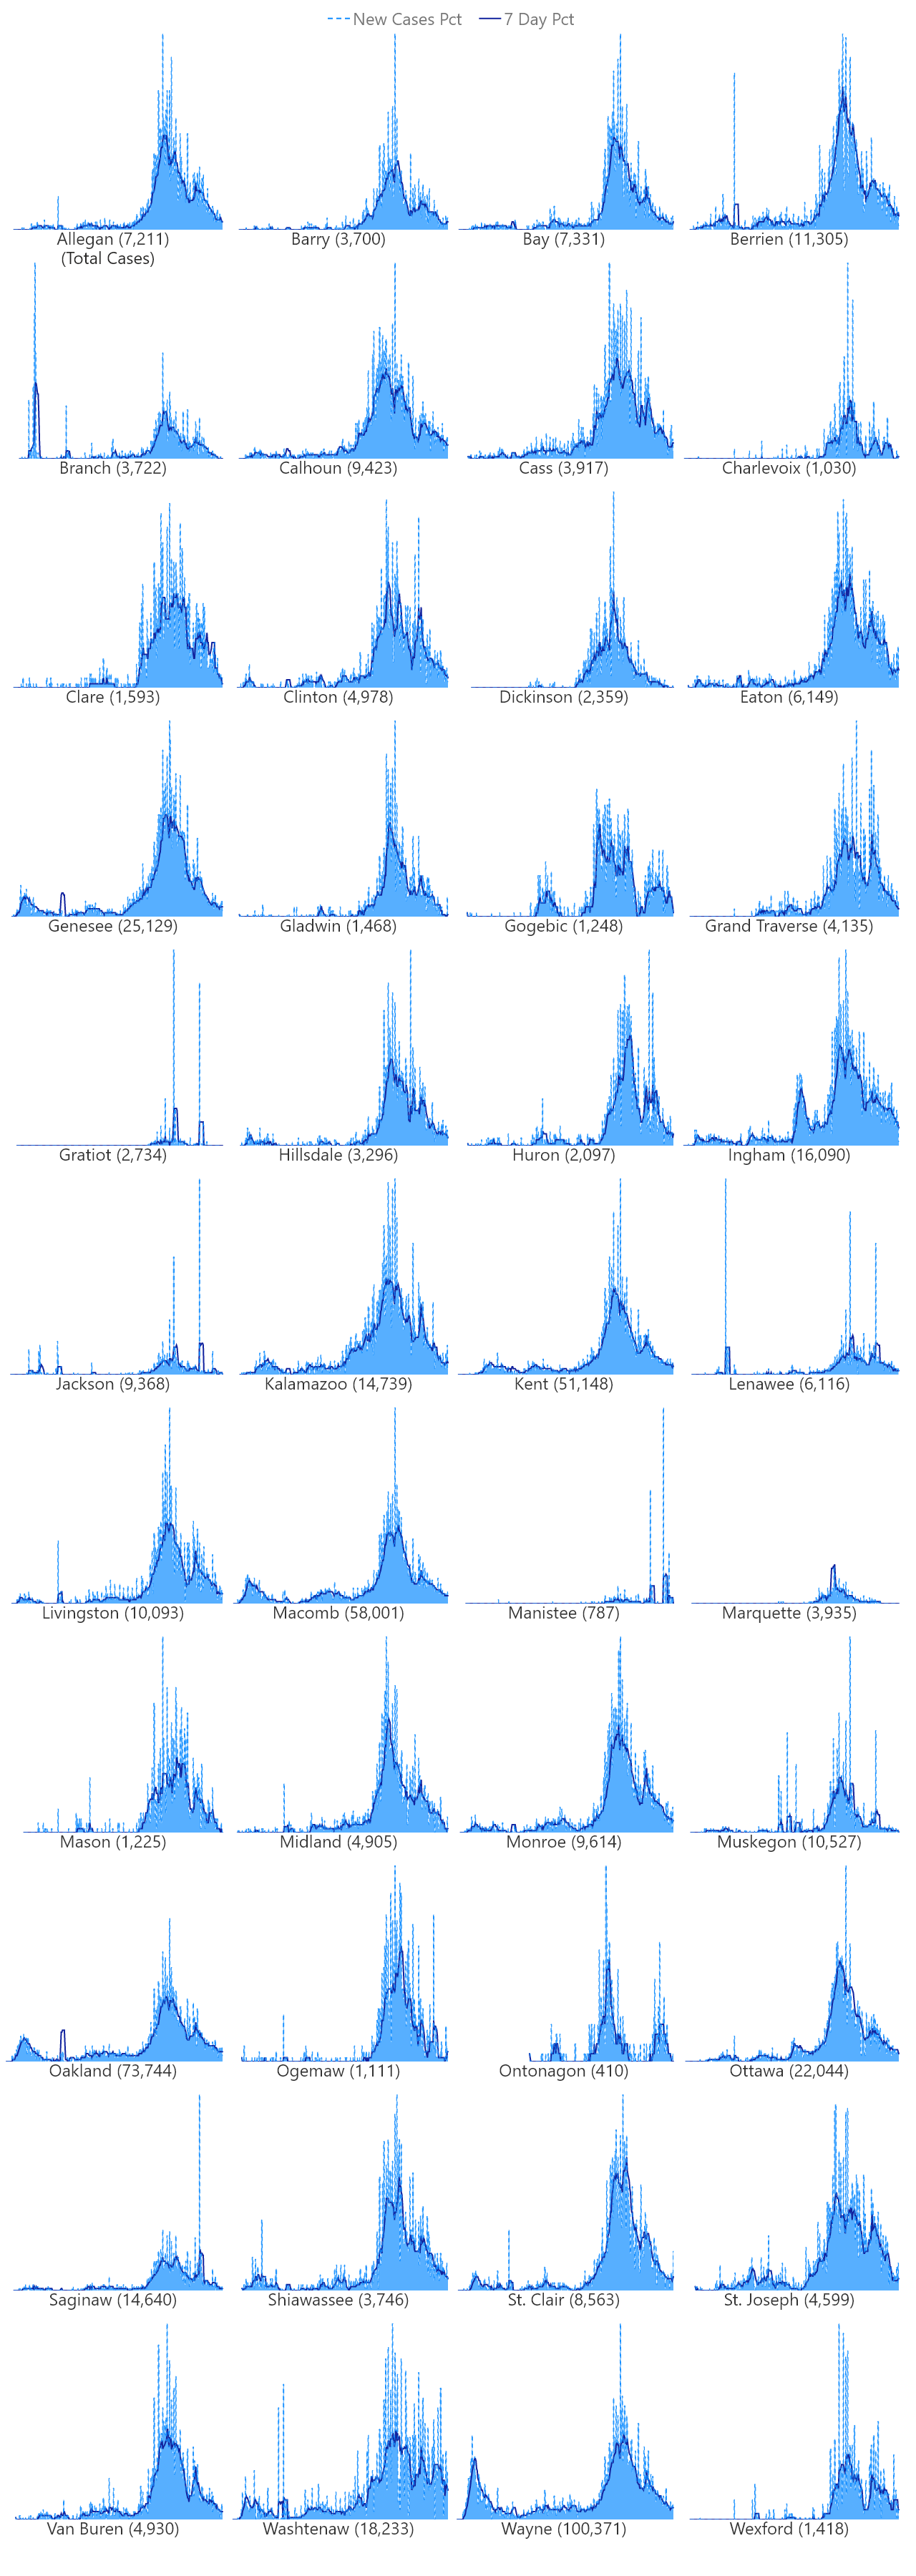 New Cases Pct 7 Day Pct
Allegan (7,211) Barry (3,700) Bay (7,331) Berrien (11,305)
(Total Cases)
Branch (3,722) Calhoun (9,423) Cass (3,917) Charlevoix (1,030)
Clare (1,593) Clinton (4,978) Dickinson (2,359) Eaton (6,149)
Genesee (25,129) Gladwin (1,468) Gogebic (1,248) Grand Traverse (4,135)
Gratiot (2,734) Hillsdale (3,296) Huron (2,097) Ingham (16,090)
Jackson (9,368) Kalamazoo (14,739) Kent (51,148) Lenawee (6,116)
Livingston (10,093) Macomb (58,001) Manistee (787) Marquette (3,935)
Mason (1,225) Midland (4,905) Monroe (9,614) Muskegon (10,527)
Oakland (73,744) Ogemaw (1,111) Ontonagon (410) Ottawa (22,044)
Saginaw (14,640) Shiawassee (3,746) St. Clair (8,563) St. Joseph (4,599)
Van Buren (4,930) Washtenaw (18,233) Wayne (100,371) Wexford (1,418)